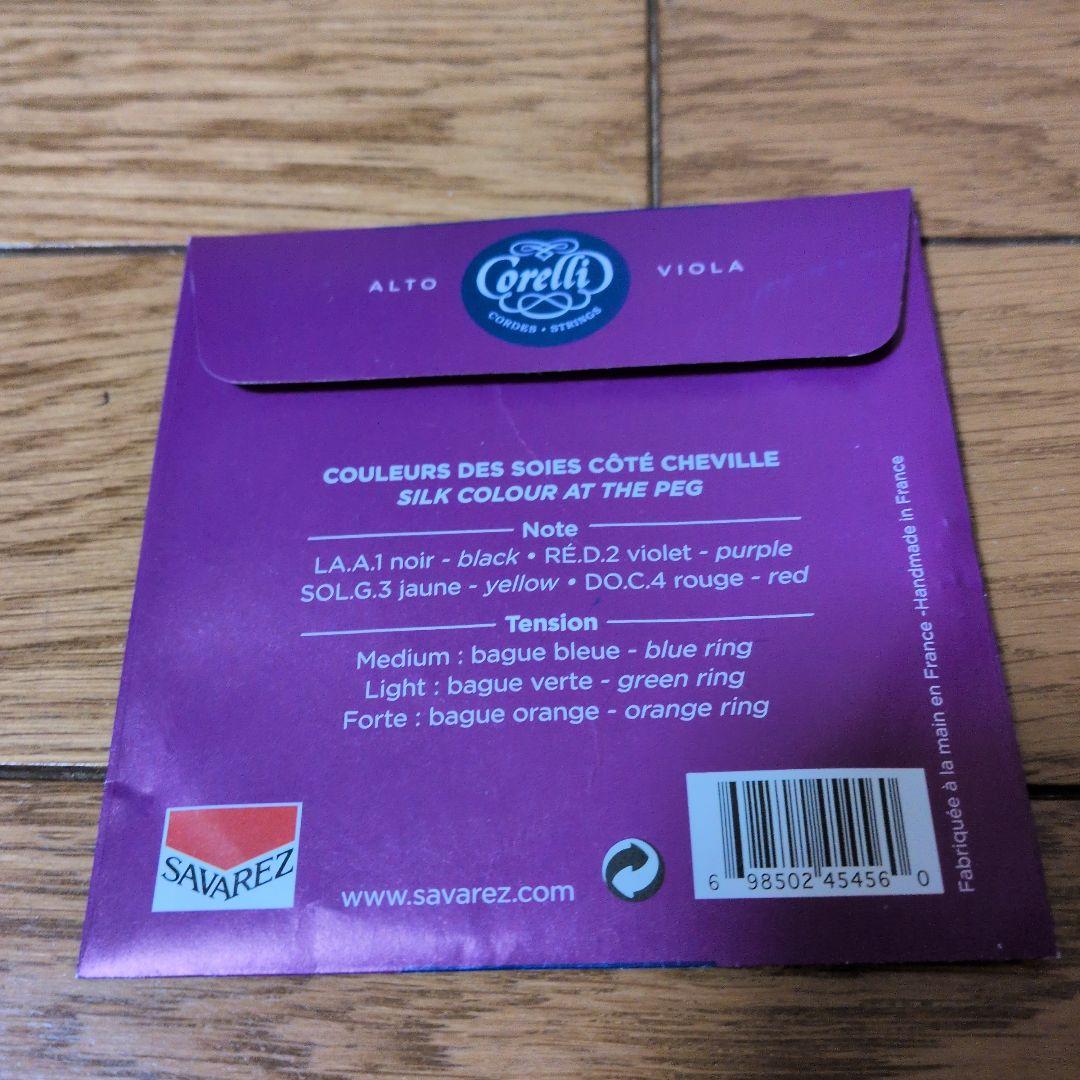 ALTO
Corelli
CORDES • STRINGS
VIOLA
COULEURS DES SOIES CÔTÉ CHEVILLE
SILK COLOUR AT THE PEG
Note
LA.A.1 noir - black • RÉ.D.2 violet - purple
SOL.G.3 jaune - yellow • DO.C.4 rouge - red
Tension
Medium : bague bleue - blue ring
Light : bague verte - green ring
Forte : bague orange - orange ring
Fabriquée à la main en France -Handmade in France
SAVAREZ
www.savarez.com
6 98502 45456 0